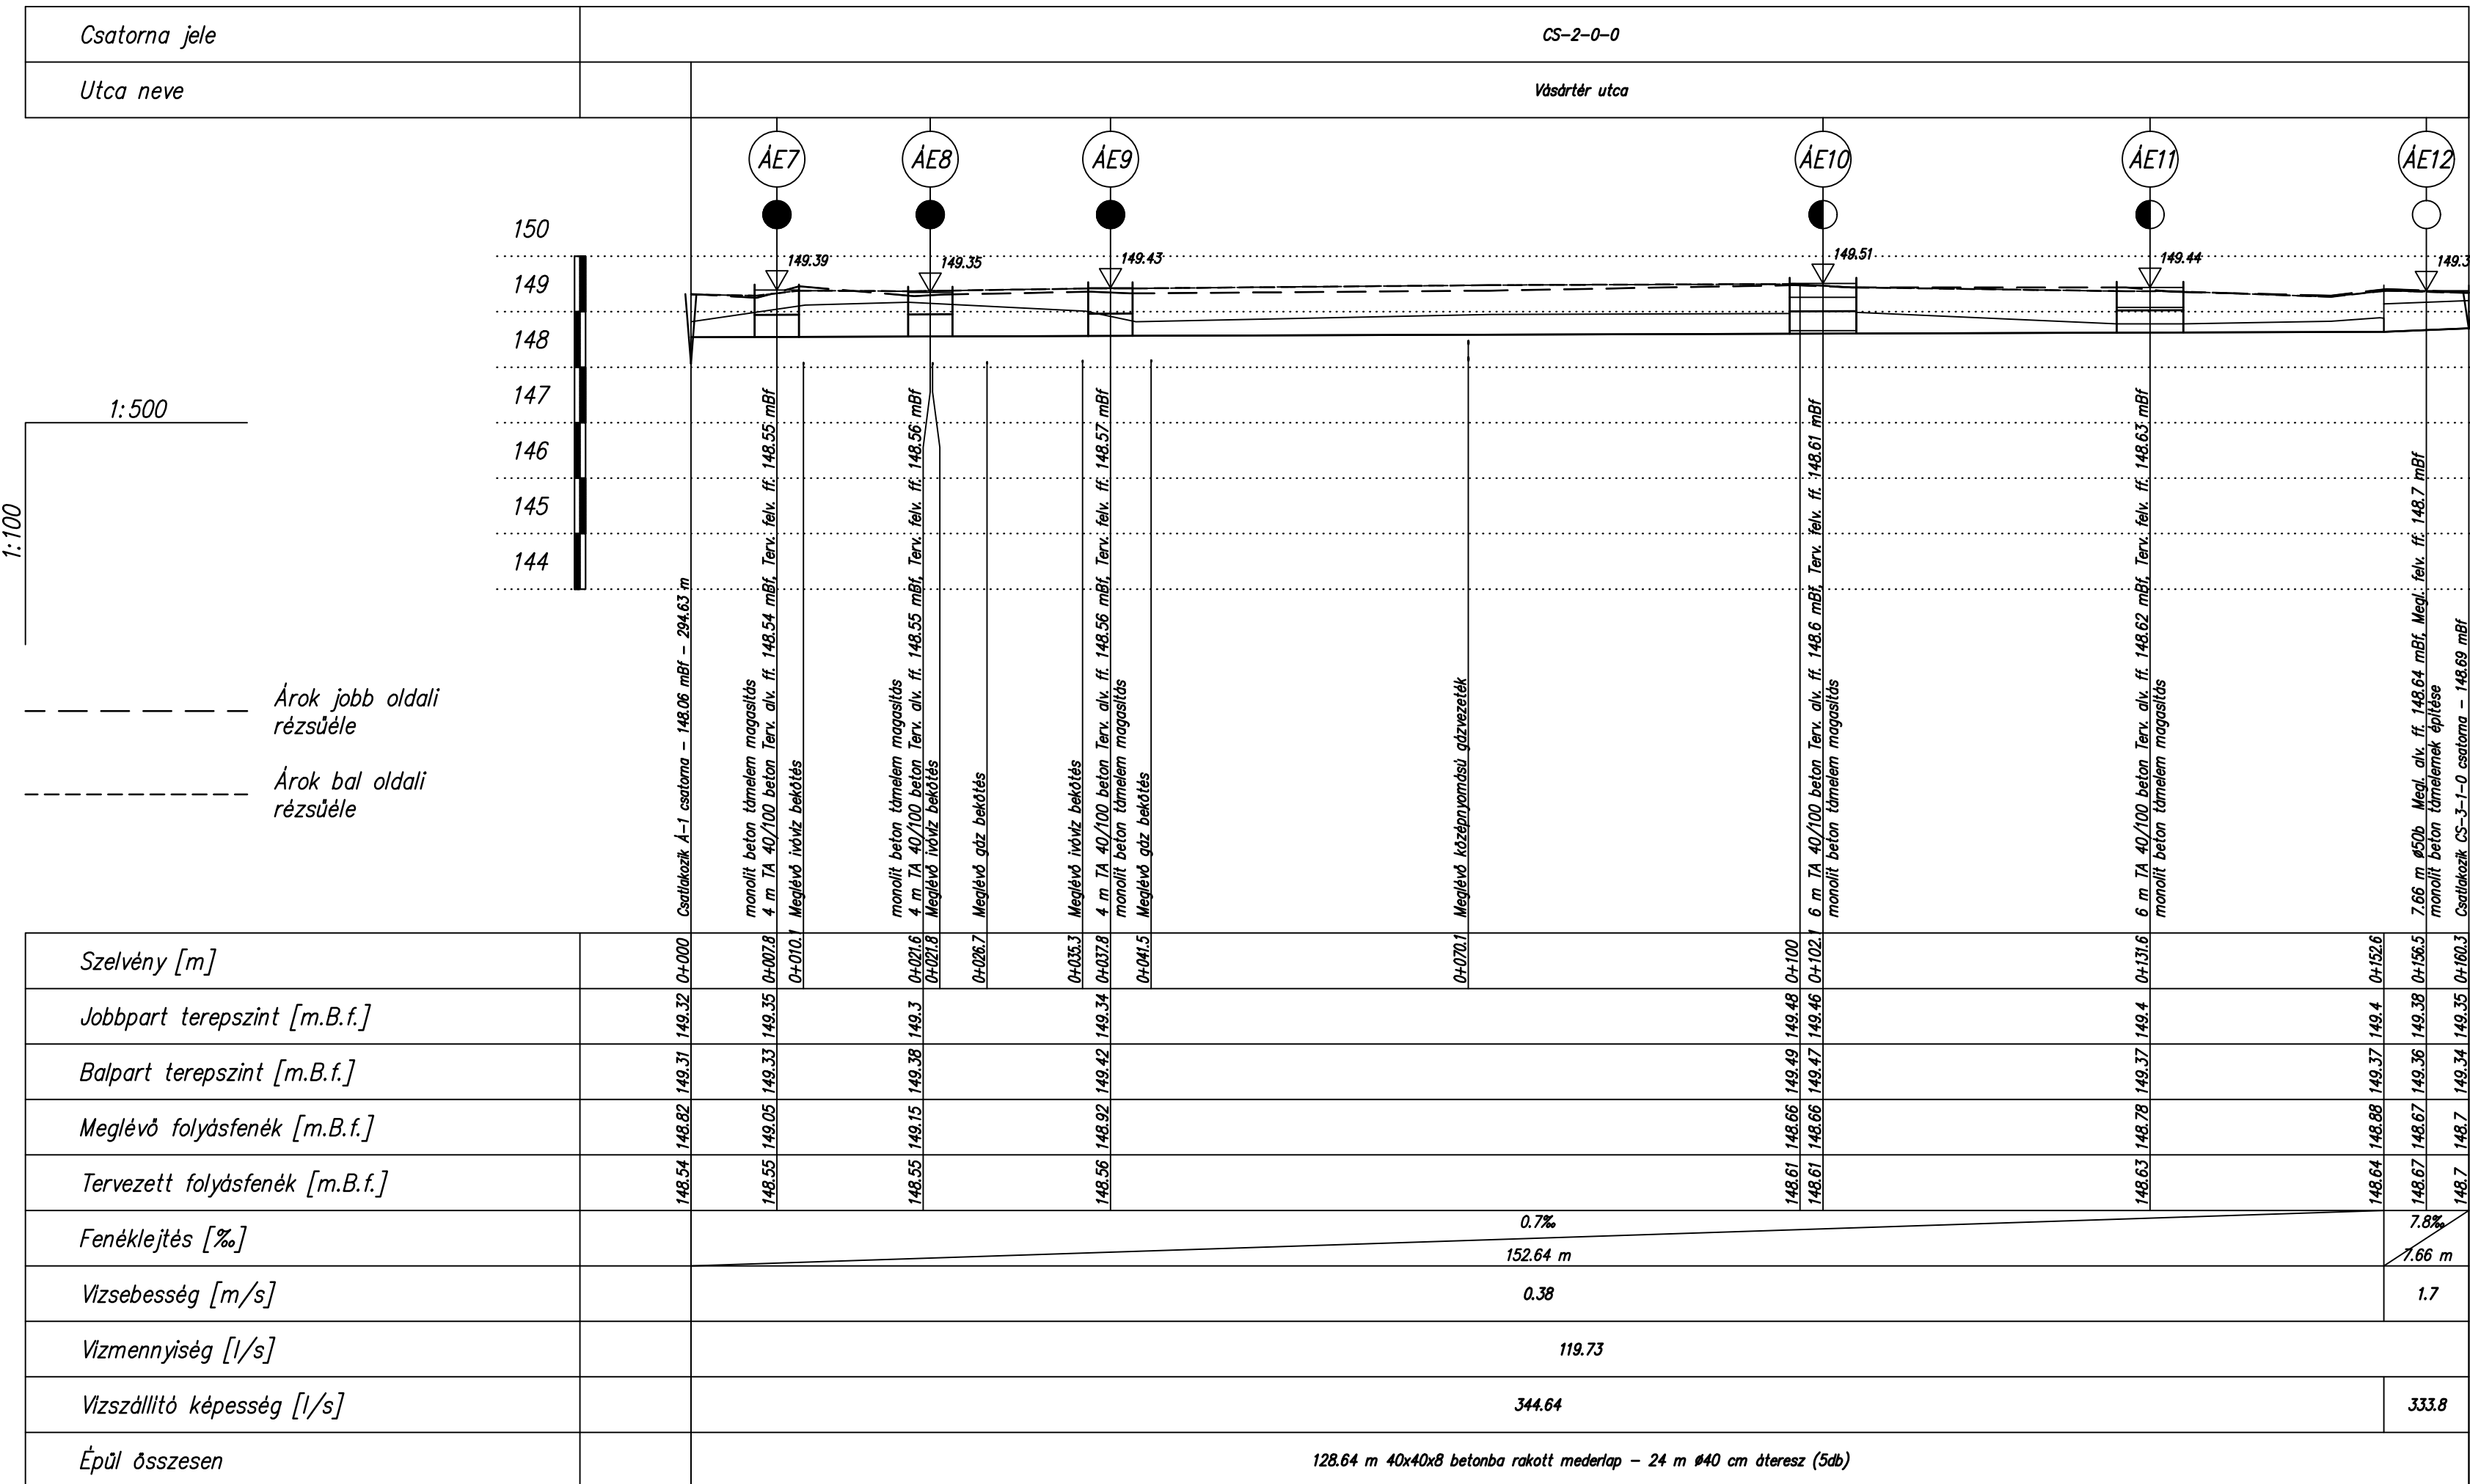 Csatorna jele
CS-2-0-0
Utca neve
Vásártér utca
ÁE7
ÁE8
ÁE9
ÁE10
ÁE11
ÁE12
150
149
148
147
146
145
144
149.39
149.35
149.43
149.51
149.44
149.3
1:500
1:100
Árok jobb oldali
rézsűéle
Árok bal oldali
rézsűéle
Csatlakozik Á-1 csatorna - 148.06 mBf - 294.63 m
monolit beton támelem magasítás
4 m TA 40/100 beton Terv. alv. ff. 148.54 mBf, Terv. felv. ff. 148.55 mBf
Meglévő ivóvíz bekötés
monolit beton támelem magasítás
4 m TA 40/100 beton Terv. alv. ff. 148.55 mBf, Terv. felv. ff. 148.56 mBf
Meglévő ivóvíz bekötés
Meglévő gáz bekötés
Meglévő ivóvíz bekötés
4 m TA 40/100 beton Terv. alv. ff. 148.56 mBf, Terv. felv. ff. 148.57 mBf
monolit beton támelem magasítás
Meglévő gáz bekötés
Meglévő középnyomású gázvezeték
6 m TA 40/100 beton Terv. alv. ff. 148.6 mBf, Terv. felv. ff. 148.61 mBf
monolit beton támelem magasítás
6 m TA 40/100 beton Terv. alv. ff. 148.62 mBf, Terv. felv. ff. 148.63 mBf
monolit beton támelem magasítás
7.66 m ø50b Megl. alv. ff. 148.64 mBf, Megl. felv. ff. 148.7 mBf
monolit beton támelemek építése
Csatlakozik CS-3-1-0 csatorna - 148.69 mBf
Szelvény [m]
0+000
0+007.8
0+010.1
0+021.6
0+021.8
0+026.7
0+035.3
0+037.8
0+041.5
0+070.1
0+100
0+102.1
0+131.6
0+152.6
0+156.5
0+160.3
Jobbpart terepszint [m.B.f.]
149.32
149.35
149.3
149.34
149.48
149.46
149.4
149.4
149.38
149.35
Balpart terepszint [m.B.f.]
149.31
149.33
149.38
149.42
149.49
149.47
149.37
149.37
149.36
149.34
Meglévő folyásfenék [m.B.f.]
148.82
149.05
149.15
148.92
148.66
148.66
148.78
148.88
148.67
148.7
Tervezett folyásfenék [m.B.f.]
148.54
148.55
148.55
148.56
148.61
148.61
148.63
148.64
148.67
148.7
Fenéklejtés [‰]
0.7‰
152.64 m
7.8‰
7.66 m
Vízsebesség [m/s]
0.38
1.7
Vízmennyiség [l/s]
119.73
Vízszállító képesség [l/s]
344.64
333.8
Épül összesen
128.64 m 40x40x8 betonba rakott mederlap - 24 m ø40 cm áteresz (5db)